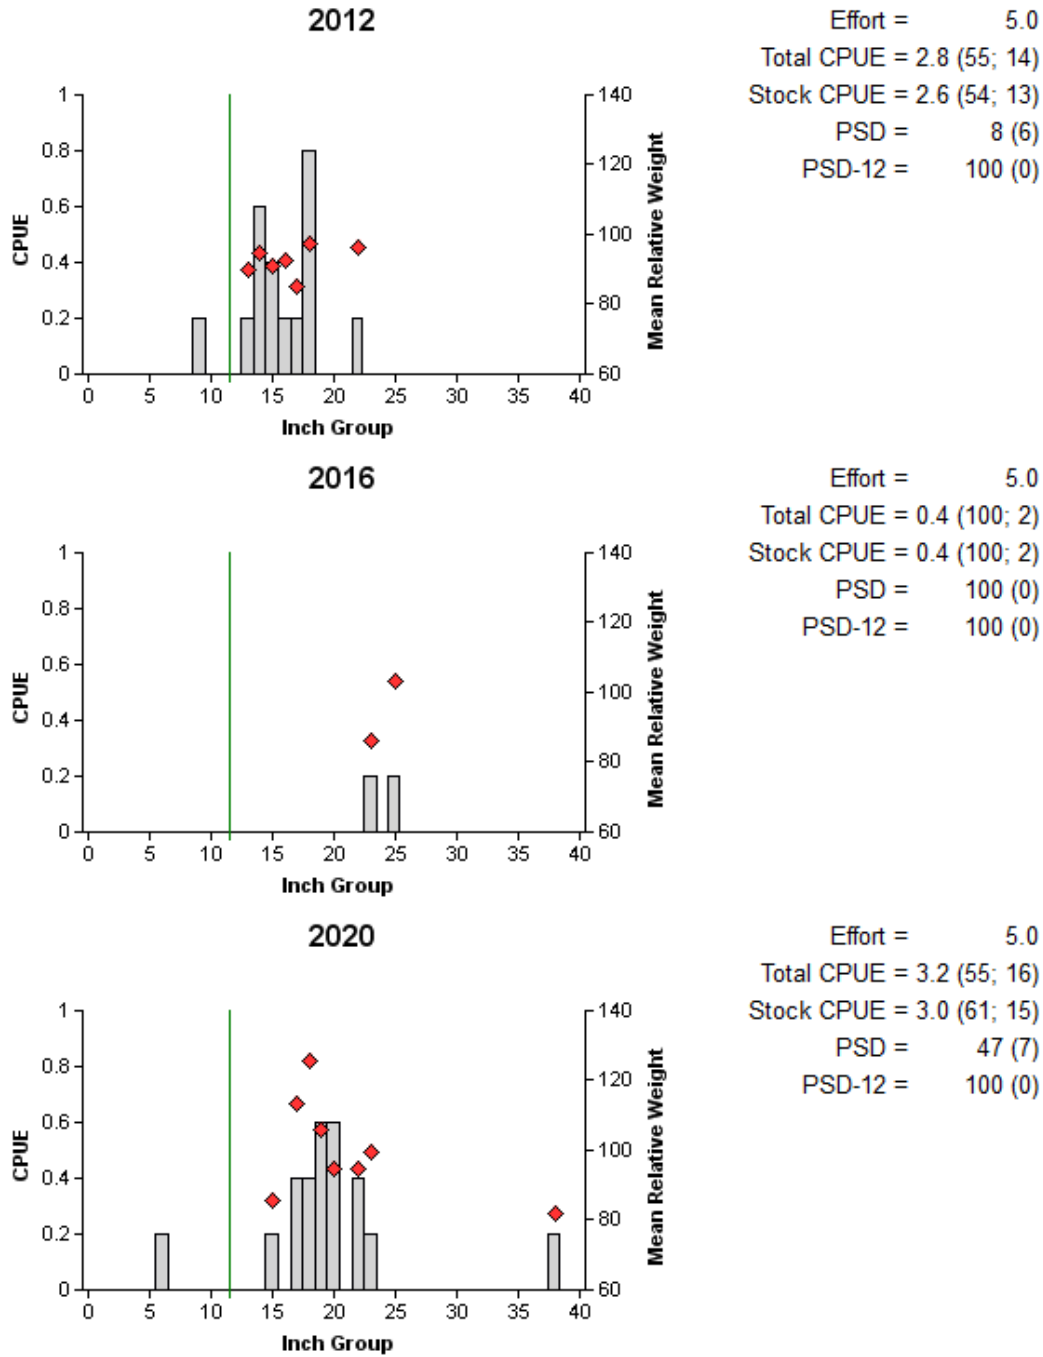 2012
Effort = 5.0
Total CPUE = 2.8 (55; 14)
Stock CPUE = 2.6 (54; 13)
PSD = 8 (6)
PSD-12 = 100 (0)
1
0.8
0.6
0.4
0.2
0
CPUE
140
120
100
80
60
Mean Relative Weight
0 5 10 15 20 25 30 35 40
Inch Group
2016
Effort = 5.0
Total CPUE = 0.4 (100; 2)
Stock CPUE = 0.4 (100; 2)
PSD = 100 (0)
PSD-12 = 100 (0)
1
0.8
0.6
0.4
0.2
0
CPUE
140
120
100
80
60
Mean Relative Weight
0 5 10 15 20 25 30 35 40
Inch Group
2020
Effort = 5.0
Total CPUE = 3.2 (55; 16)
Stock CPUE = 3.0 (61; 15)
PSD = 47 (7)
PSD-12 = 100 (0)
1
0.8
0.6
0.4
0.2
0
CPUE
140
120
100
80
60
Mean Relative Weight
0 5 10 15 20 25 30 35 40
Inch Group